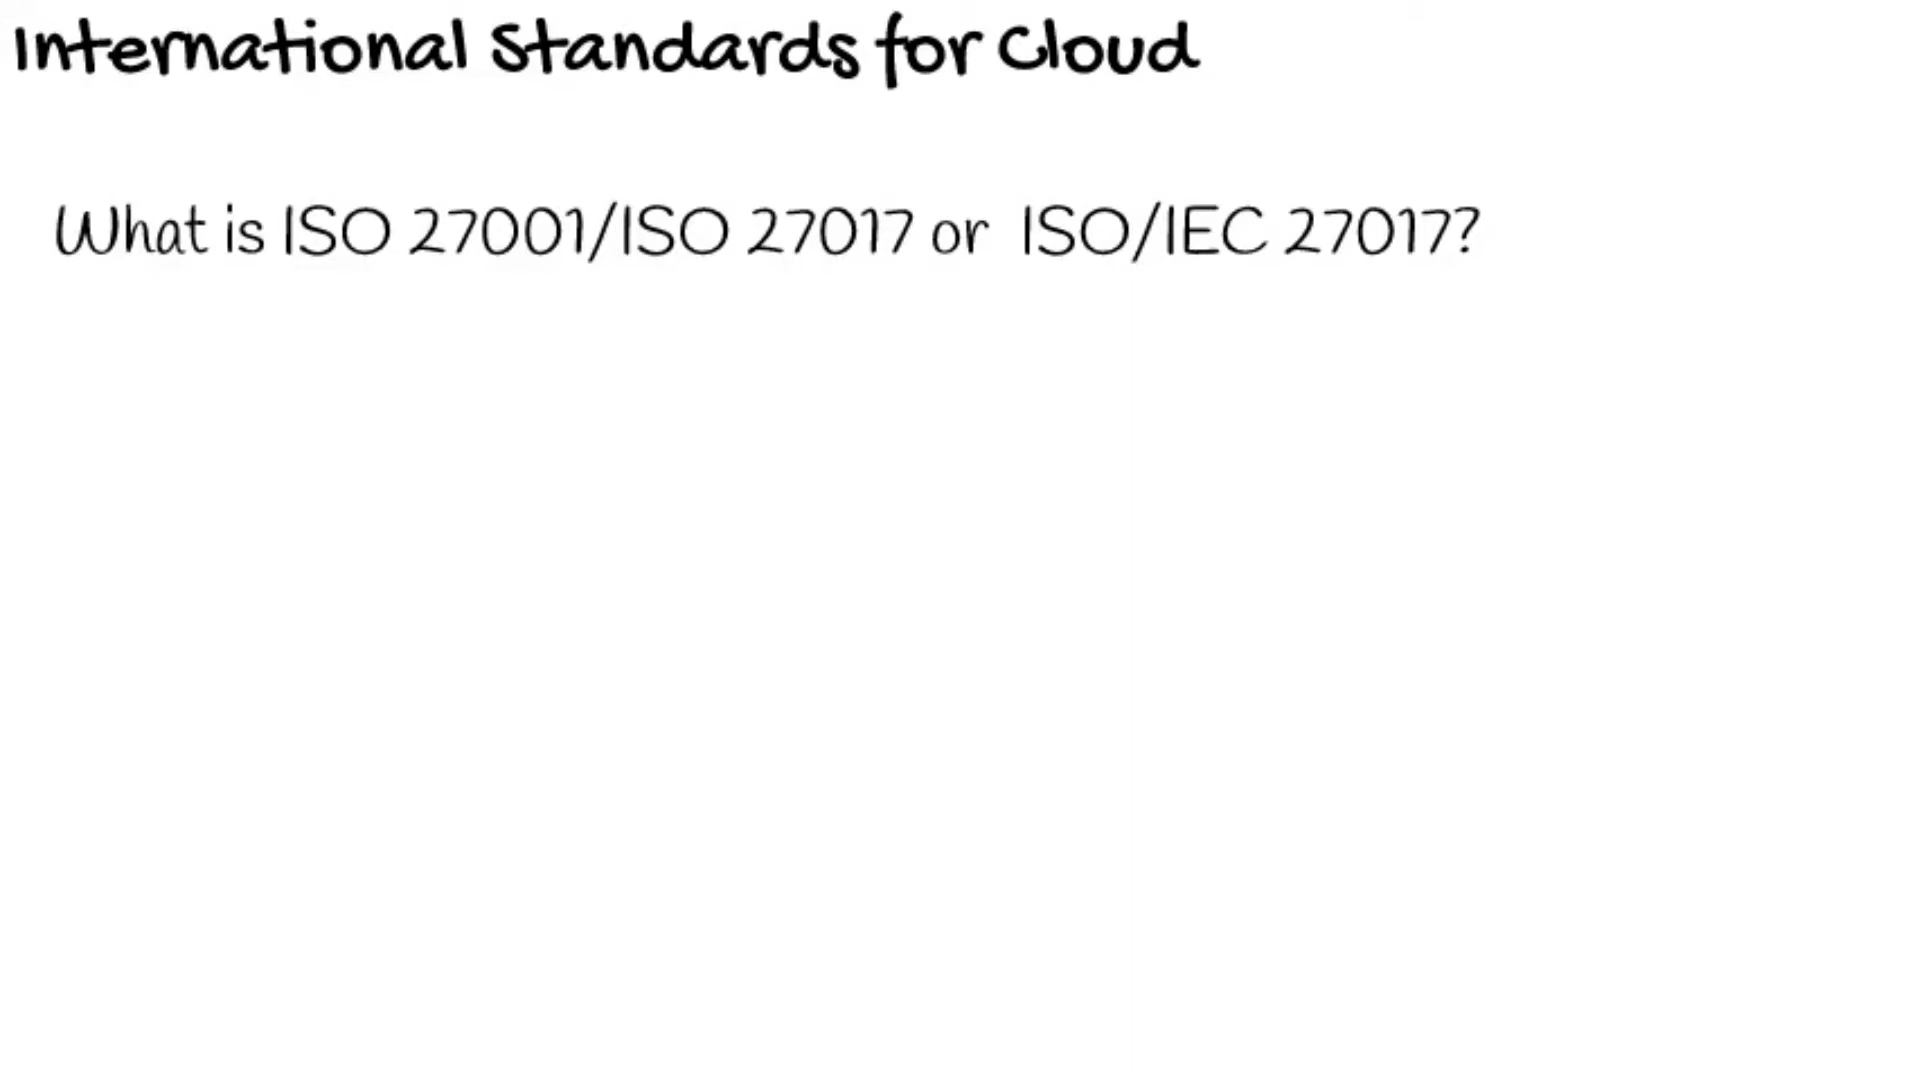 International Standards for Cloud
What is ISO 27001/ISO 27017 or ISO/IEC 27017?